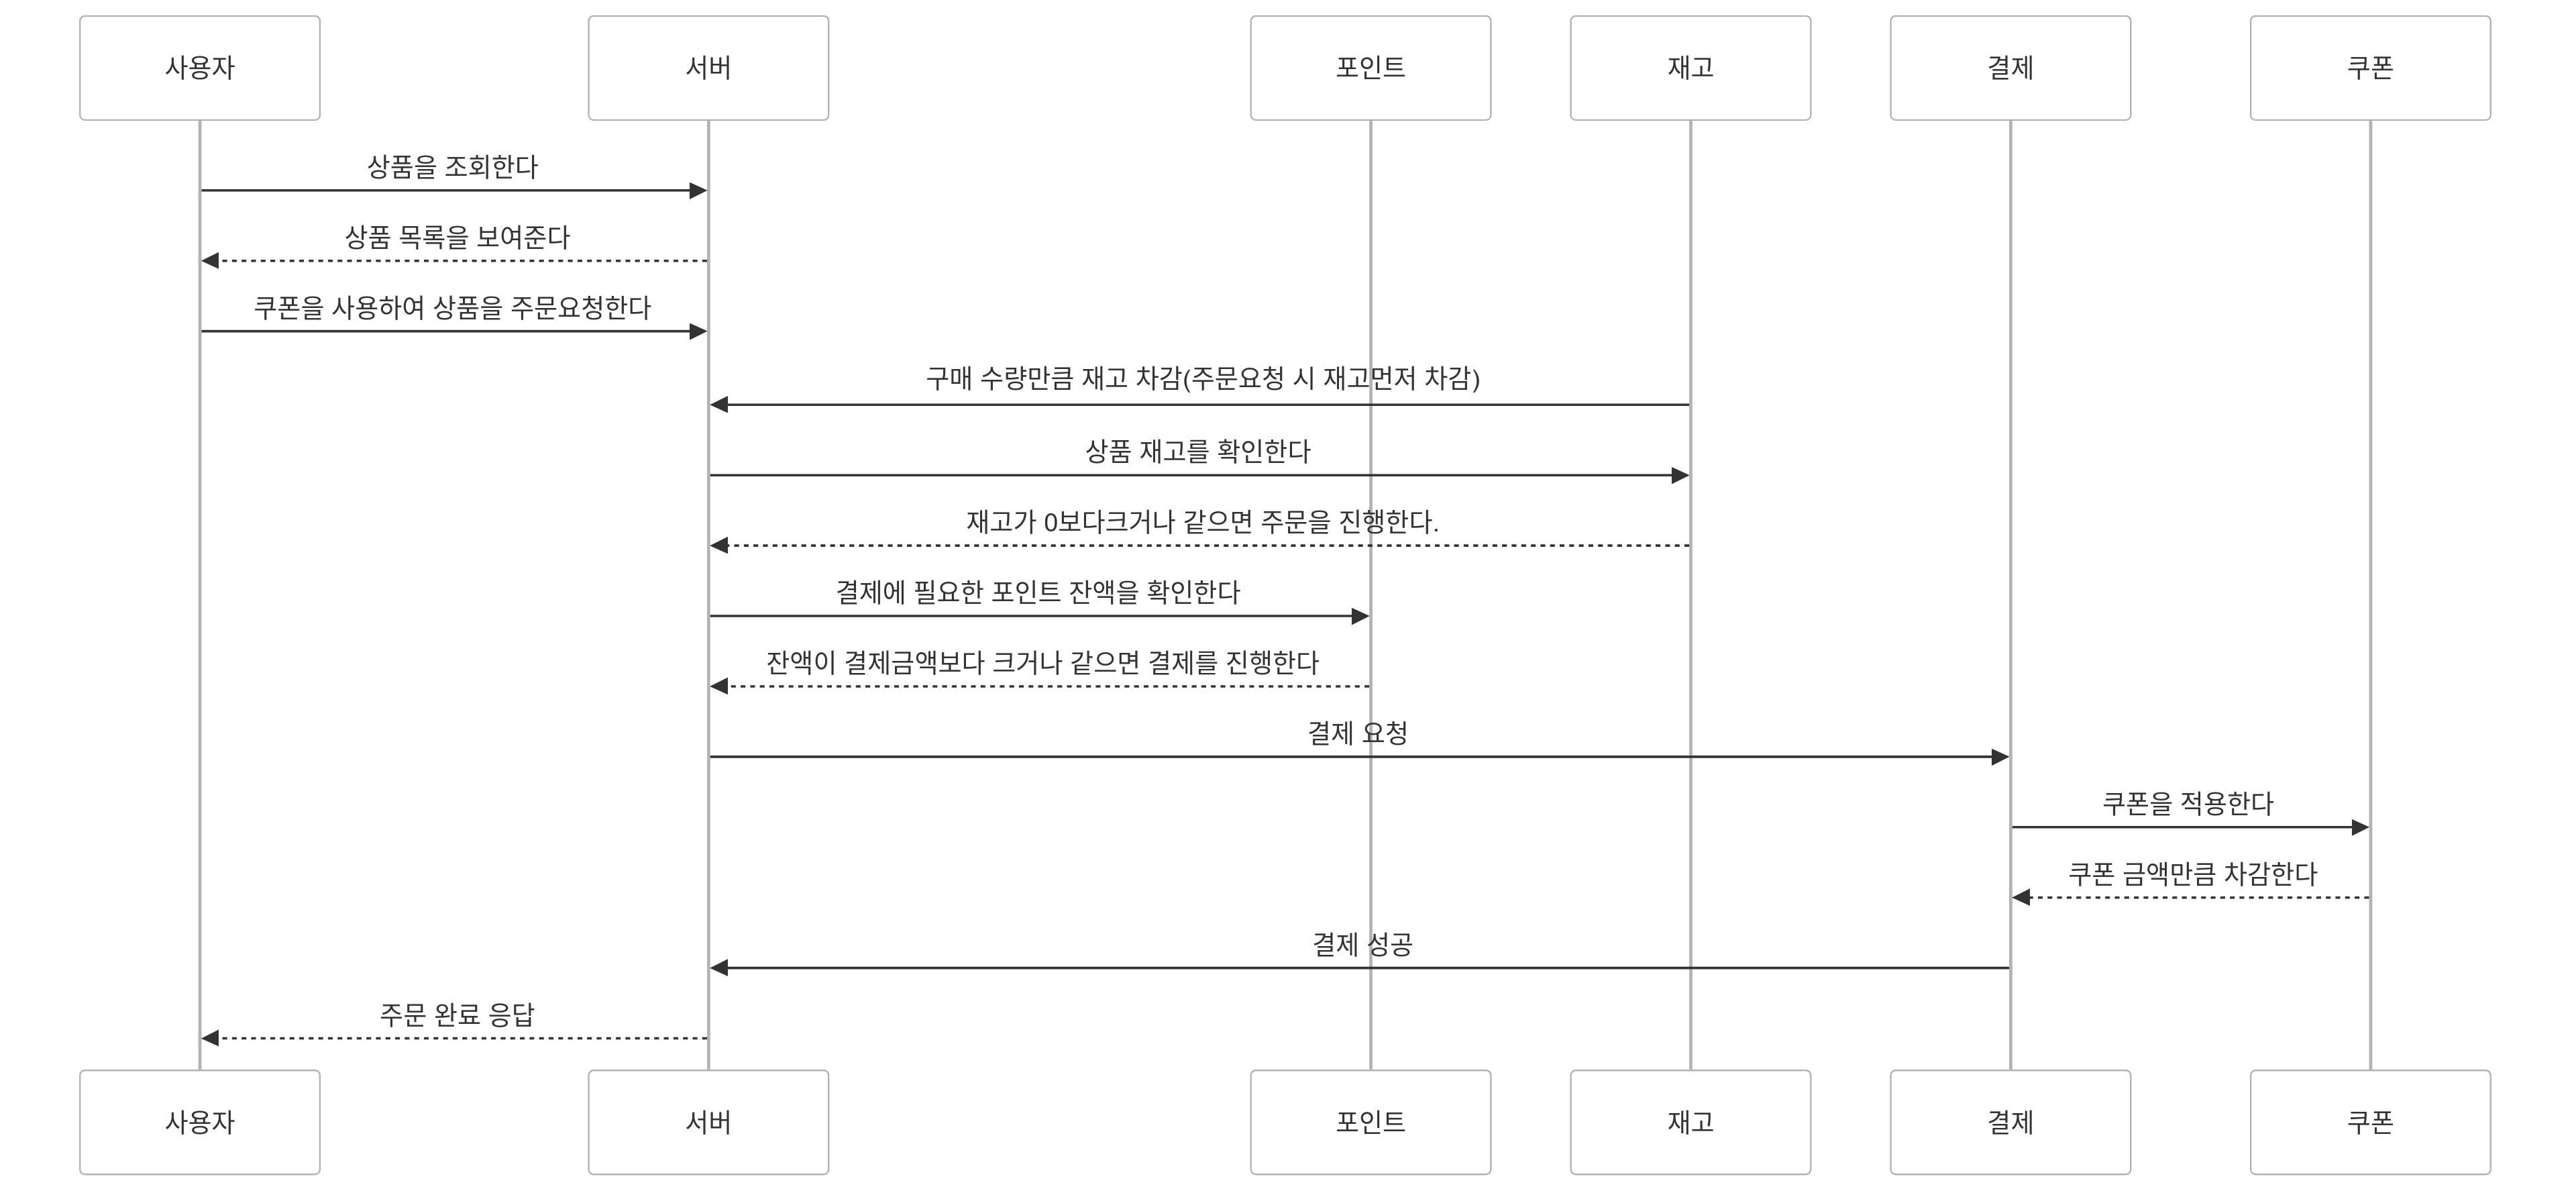 사용자
서버
포인트
재고
결제
쿠폰
상품을 조회한다
상품 목록을 보여준다
쿠폰을 사용하여 상품을 주문요청한다
구매 수량만큼 재고 차감(주문요청 시 재고먼저 차감)
상품 재고를 확인한다
재고가 0보다크거나 같으면 주문을 진행한다.
결제에 필요한 포인트 잔액을 확인한다
잔액이 결제금액보다 크거나 같으면 결제를 진행한다
결제 요청
쿠폰을 적용한다
쿠폰 금액만큼 차감한다
결제 성공
주문 완료 응답
사용자
서버
포인트
재고
결제
쿠폰